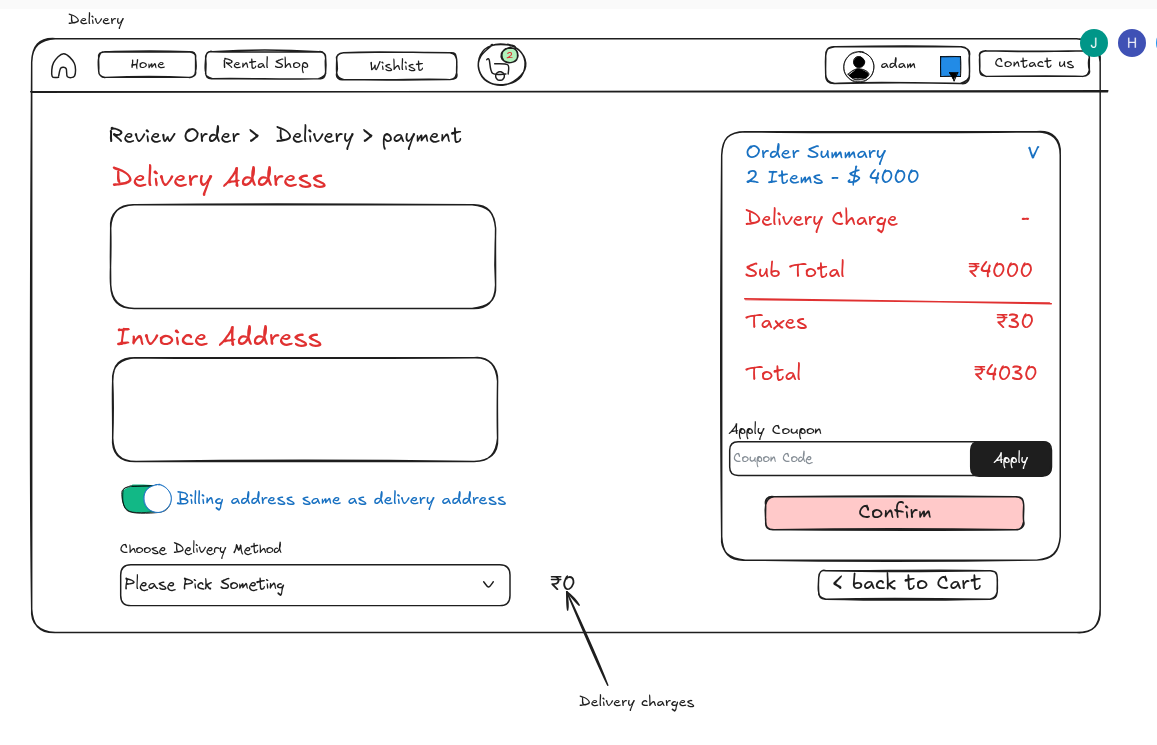 Delivery
Home
Rental Shop
Wishlist
2
adam
Contact us
J
H
Review Order > Delivery > payment
Delivery Address
Invoice Address
Billing address same as delivery address
Choose Delivery Method
Please Pick Someting
₹0
Delivery charges
Order Summary V
2 Items - $ 4000
Delivery Charge -
Sub Total ₹4000
Taxes ₹30
Total ₹4030
Apply Coupon
Coupon Code Apply
Confirm
< back to Cart